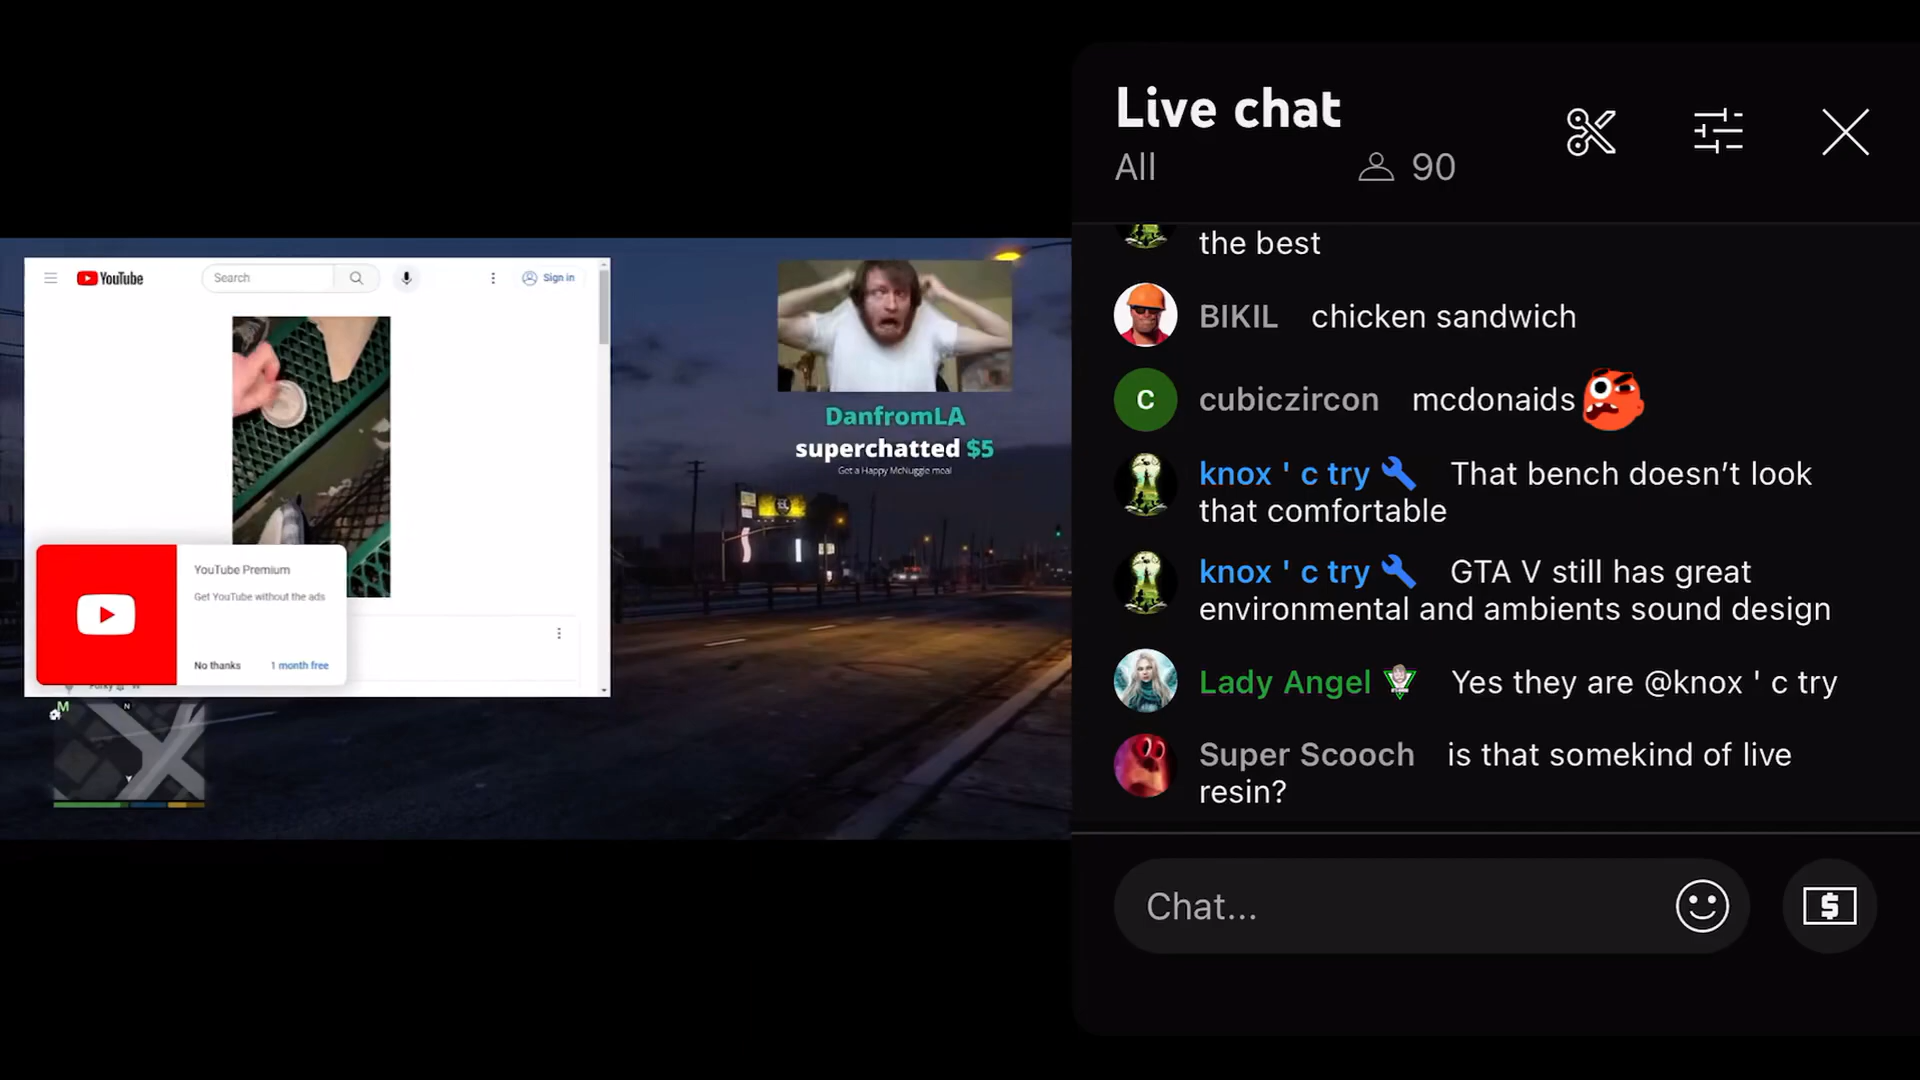 YouTube
Search
Sign in
YouTube Premium
Get YouTube without the ads
No thanks
1 month free
M
N
DanfromLA
superchatted $5
Get a Happy McNuggie meal
Live chat
All
90
the best
BIKIL chicken sandwich
C
cubiczircon mcdonaids
knox ' c try That bench doesn’t look
that comfortable
knox ' c try GTA V still has great
environmental and ambients sound design
Lady Angel Yes they are @knox ' c try
Super Scooch is that somekind of live
resin?
Chat...
$